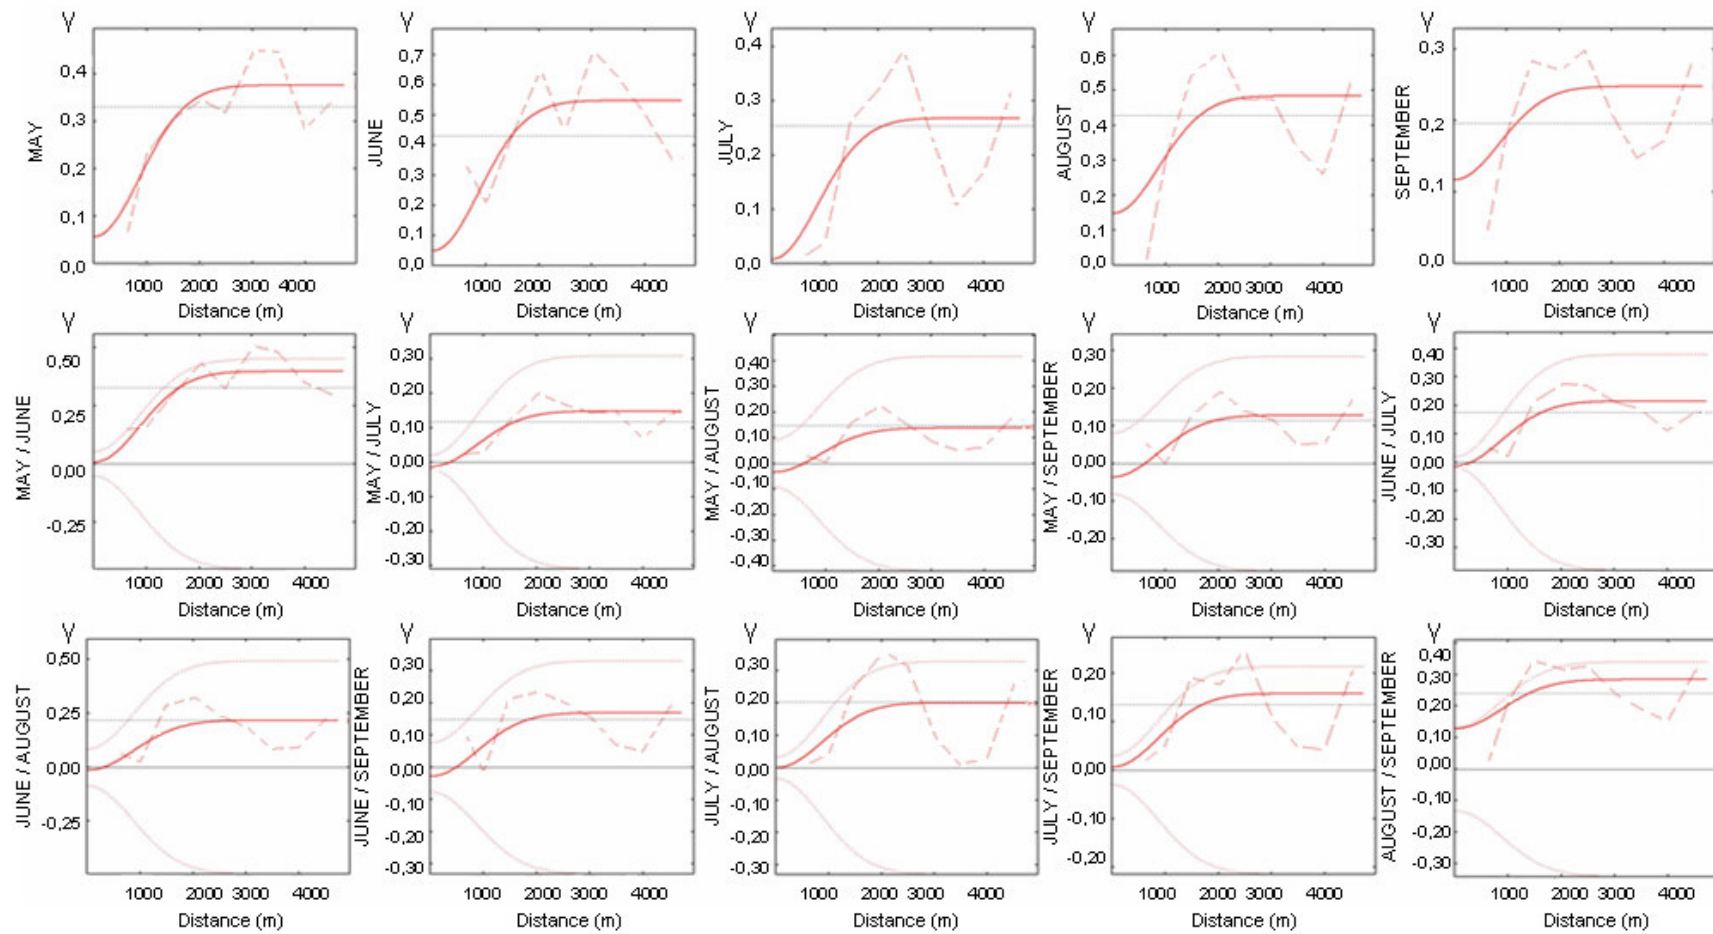 γ γ γ γ γ
MAY
0,4
0,3
0,2
0,1
0,0
1000 2000 3000 4000
Distance (m)
JUNE
0,7
0,6
0,5
0,4
0,3
0,2
0,1
0,0
1000 2000 3000 4000
Distance (m)
JULY
0,4
0,3
0,2
0,1
0,0
1000 2000 3000 4000
Distance (m)
AUGUST
0,6
0,5
0,4
0,3
0,2
0,1
0,0
1000 2000 3000 4000
Distance (m)
SEPTEMBER
0,3
0,2
0,1
0,0
1000 2000 3000 4000
Distance (m)
γ γ γ γ γ
MAY / JUNE
0,50
0,25
0,00
-0,25
1000 2000 3000 4000
Distance (m)
MAY / JULY
0,30
0,20
0,10
0,00
-0,10
-0,20
-0,30
1000 2000 3000 4000
Distance (m)
MAY / AUGUST
0,40
0,30
0,20
0,10
0,00
-0,10
-0,20
-0,30
-0,40
1000 2000 3000 4000
Distance (m)
MAY / SEPTEMBER
0,30
0,20
0,10
0,00
-0,10
-0,20
1000 2000 3000 4000
Distance (m)
JUNE / JULY
0,40
0,30
0,20
0,10
0,00
-0,10
-0,20
-0,30
1000 2000 3000 4000
Distance (m)
γ γ γ γ γ
JUNE / AUGUST
0,50
0,25
0,00
-0,25
1000 2000 3000 4000
Distance (m)
JUNE / SEPTEMBER
0,30
0,20
0,10
0,00
-0,10
-0,20
-0,30
1000 2000 3000 4000
Distance (m)
JULY / AUGUST
0,30
0,20
0,10
0,00
-0,10
-0,20
-0,30
1000 2000 3000 4000
Distance (m)
JULY / SEPTEMBER
0,20
0,10
0,00
-0,10
-0,20
1000 2000 3000 4000
Distance (m)
AUGUST / SEPTEMBER
0,40
0,30
0,20
0,10
0,00
-0,10
-0,20
-0,30
1000 2000 3000 4000
Distance (m)